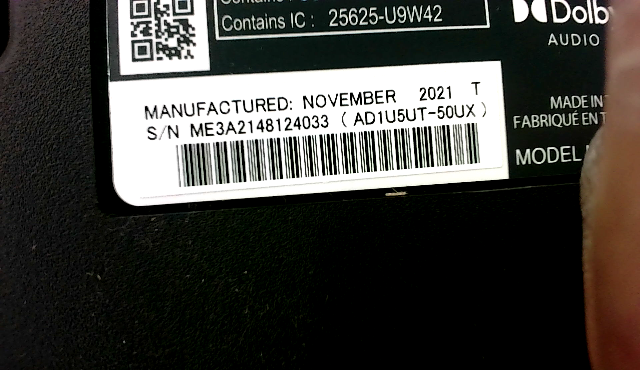 Contains IC : 25625-U9W42
Dolby
AUDIO
MANUFACTURED: NOVEMBER 2021 T
S/N ME3A2148124033 ( AD1U5UT-50UX )
MADE IN
FABRIQUÉ EN
MODEL